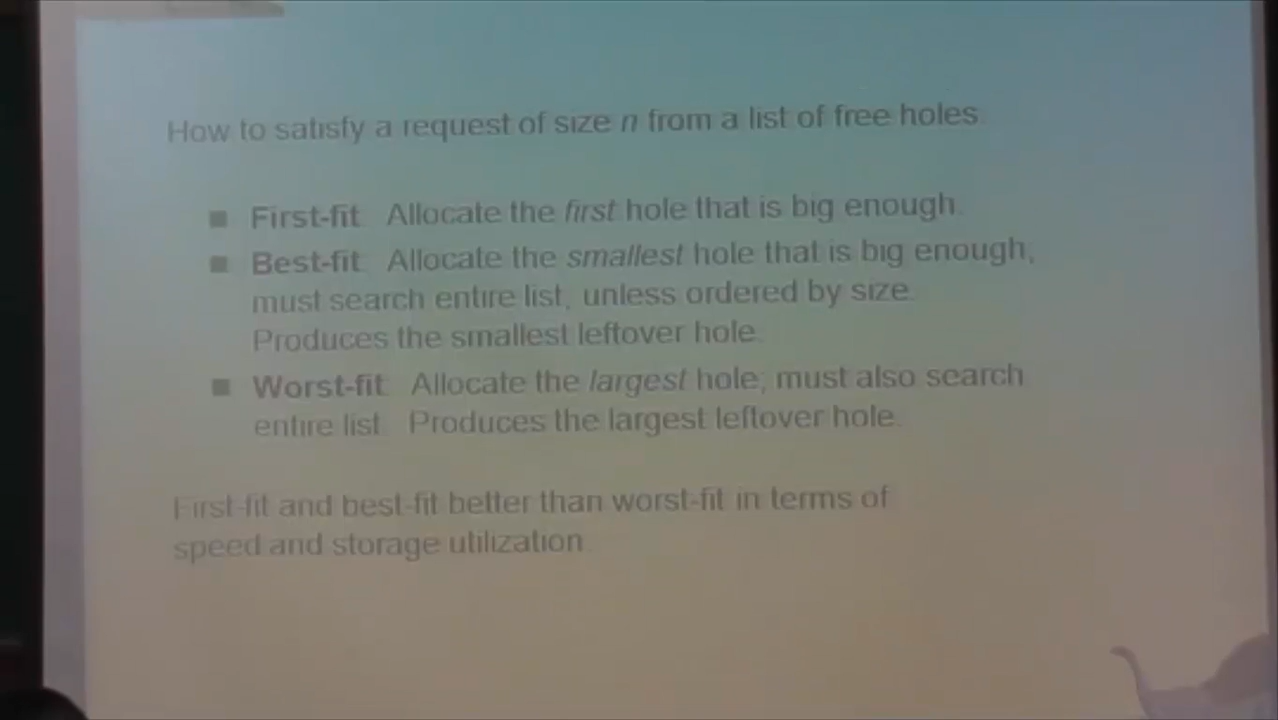 How to satisfy a request of size n from a list of free holes.
First-fit: Allocate the first hole that is big enough.
Best-fit: Allocate the smallest hole that is big enough;
must search entire list, unless ordered by size.
Produces the smallest leftover hole.
Worst-fit: Allocate the largest hole; must also search
entire list. Produces the largest leftover hole.
First-fit and best-fit better than worst-fit in terms of
speed and storage utilization.